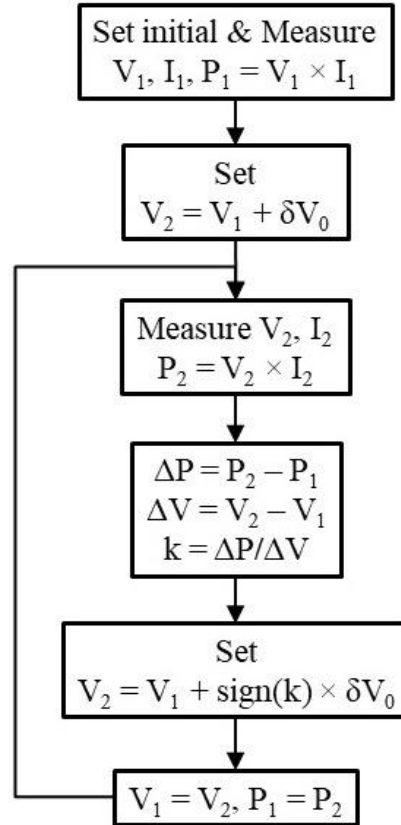 Set initial & Measure
V₁, I₁, P₁ = V₁ × I₁
Set
V₂ = V₁ + δV₀
Measure V₂, I₂
P₂ = V₂ × I₂
ΔP = P₂ − P₁
ΔV = V₂ − V₁
k = ΔP/ΔV
Set
V₂ = V₁ + sign(k) × δV₀
V₁ = V₂, P₁ = P₂